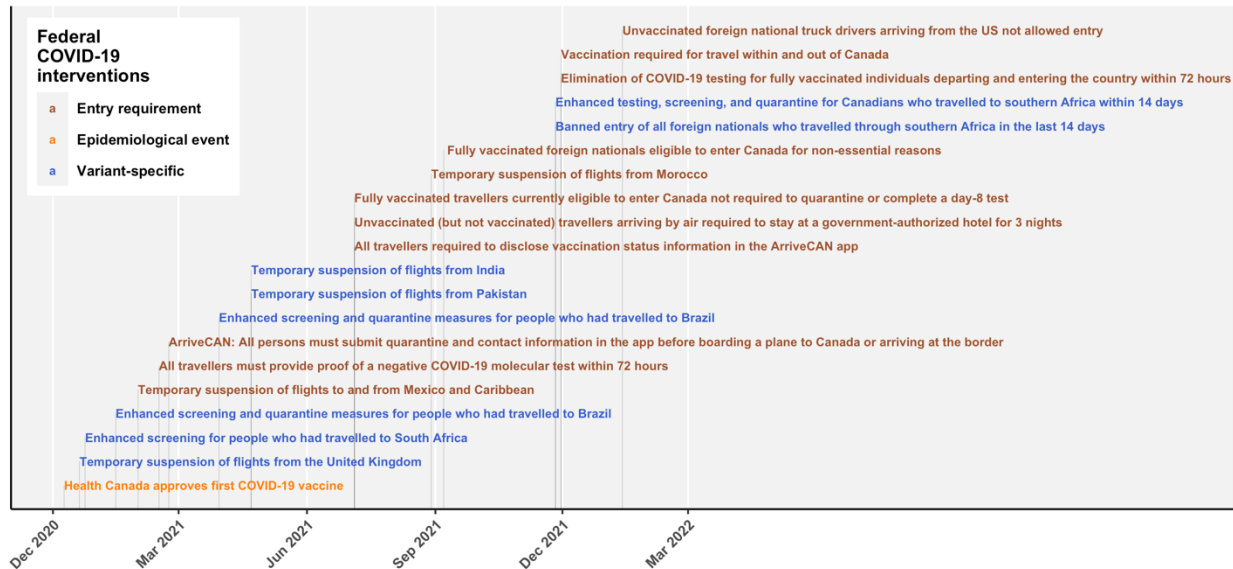 Federal
COVID-19
interventions
a Entry requirement
a Epidemiological event
a Variant-specific
Unvaccinated foreign national truck drivers arriving from the US not allowed entry
Vaccination required for travel within and out of Canada
Elimination of COVID-19 testing for fully vaccinated individuals departing and entering the country within 72 hours
Enhanced testing, screening, and quarantine for Canadians who travelled to southern Africa within 14 days
Banned entry of all foreign nationals who travelled through southern Africa in the last 14 days
Fully vaccinated foreign nationals eligible to enter Canada for non-essential reasons
Temporary suspension of flights from Morocco
Fully vaccinated travellers currently eligible to enter Canada not required to quarantine or complete a day-8 test
Unvaccinated (but not vaccinated) travellers arriving by air required to stay at a government-authorized hotel for 3 nights
All travellers required to disclose vaccination status information in the ArriveCAN app
Temporary suspension of flights from India
Temporary suspension of flights from Pakistan
Enhanced screening and quarantine measures for people who had travelled to Brazil
ArriveCAN: All persons must submit quarantine and contact information in the app before boarding a plane to Canada or arriving at the border
All travellers must provide proof of a negative COVID-19 molecular test within 72 hours
Temporary suspension of flights to and from Mexico and Caribbean
Enhanced screening and quarantine measures for people who had travelled to Brazil
Enhanced screening for people who had travelled to South Africa
Temporary suspension of flights from the United Kingdom
Health Canada approves first COVID-19 vaccine
Dec 2020
Mar 2021
Jun 2021
Sep 2021
Dec 2021
Mar 2022